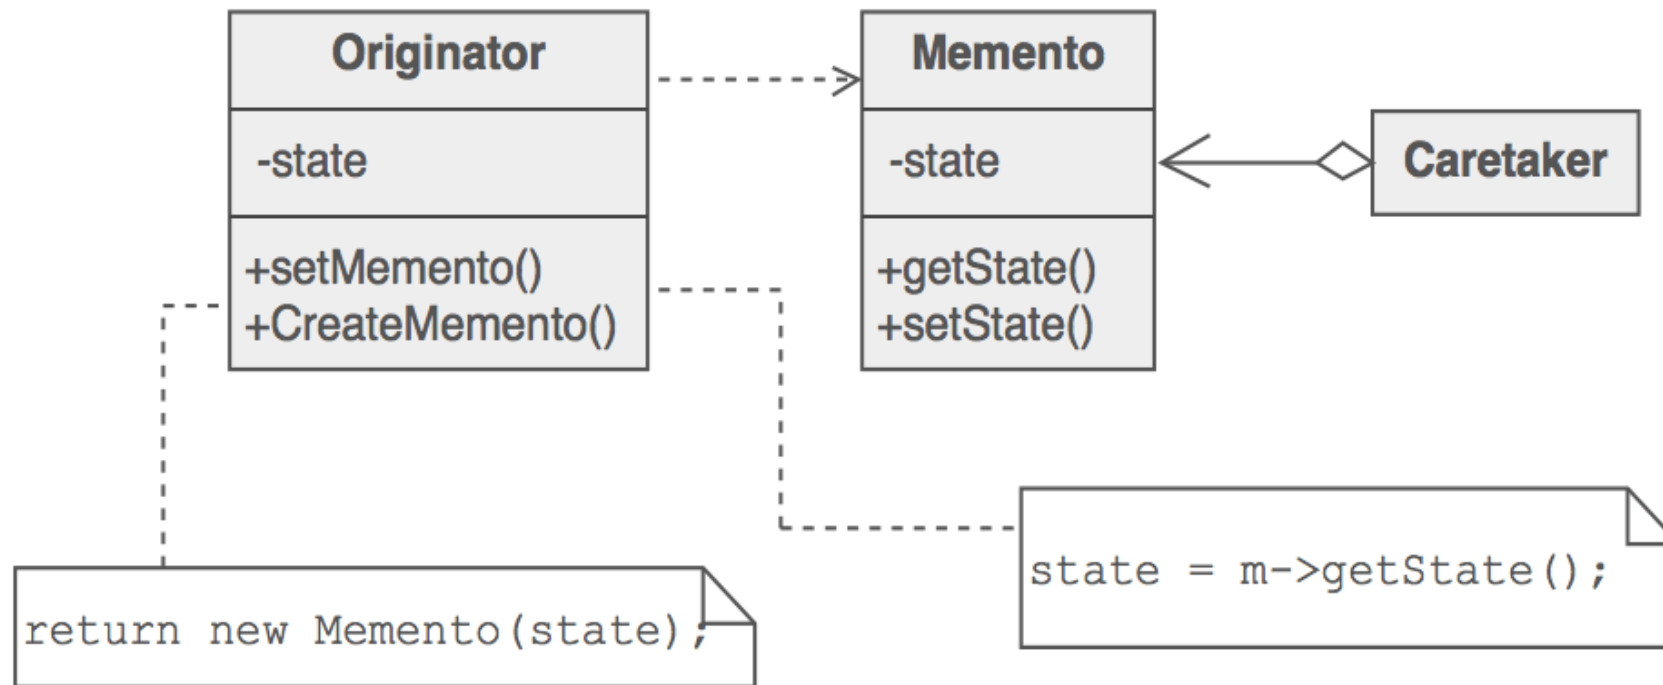 Originator
-state
+setMemento()
+CreateMemento()
Memento
-state
+getState()
+setState()
Caretaker
return new Memento(state);
state = m->getState();